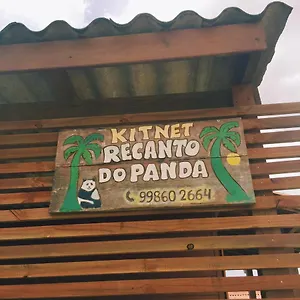 KITNET
RECANTO
DO PANDA
99860 2664